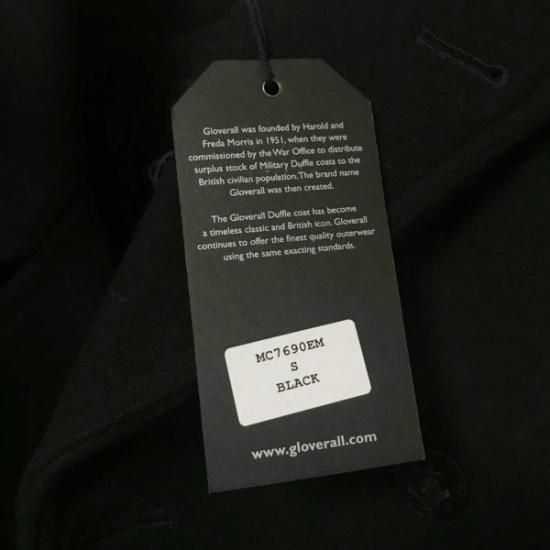 Gloverall was founded by Harold and
Freda Morris in 1951, when they were
commissioned by the War Office to distribute
surplus stock of Military Duffle coats to the
British civilian population. The brand name
Gloverall was then created.
The Gloverall Duffle coat has become
a timeless classic and British icon. Gloverall
continues to offer the finest quality outerwear
using the same exacting standards.
MC7690EM
S
BLACK
www.gloverall.com